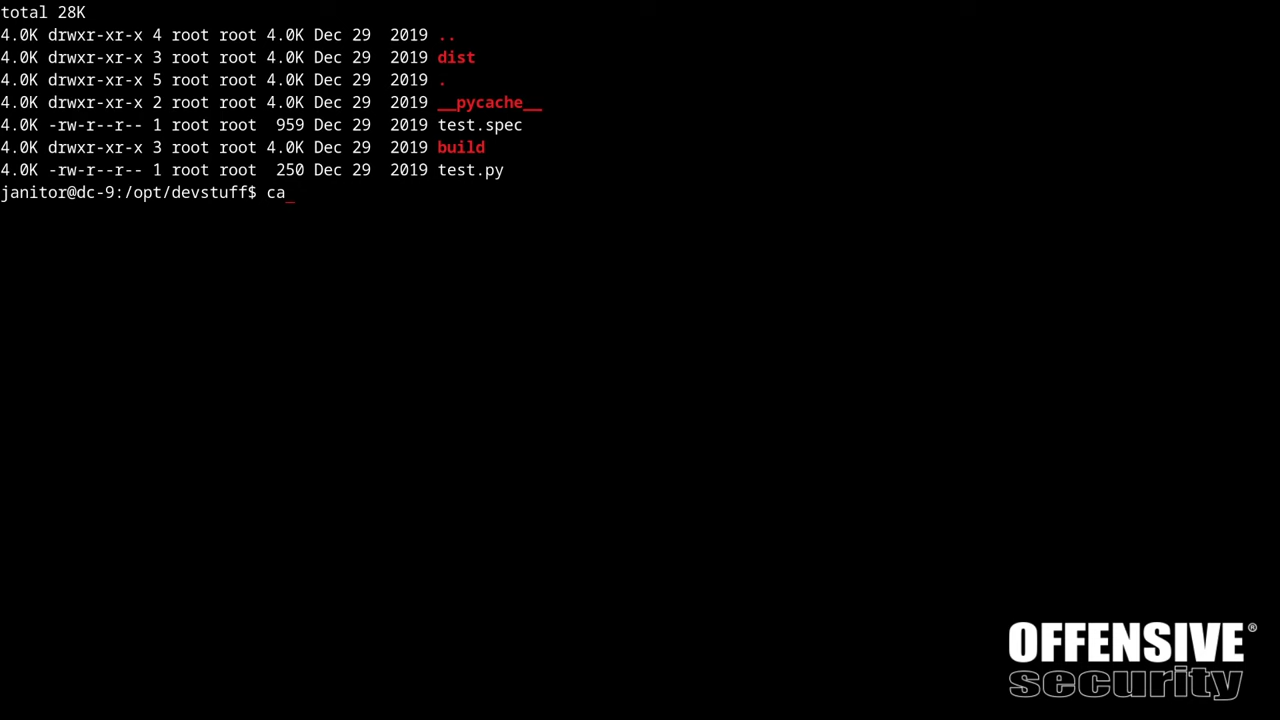 total 28K
4.0K drwxr-xr-x 4 root root 4.0K Dec 29  2019 ..
4.0K drwxr-xr-x 3 root root 4.0K Dec 29  2019 dist
4.0K drwxr-xr-x 5 root root 4.0K Dec 29  2019 .
4.0K drwxr-xr-x 2 root root 4.0K Dec 29  2019 __pycache__
4.0K -rw-r--r-- 1 root root  959 Dec 29  2019 test.spec
4.0K drwxr-xr-x 3 root root 4.0K Dec 29  2019 build
4.0K -rw-r--r-- 1 root root  250 Dec 29  2019 test.py
janitor@dc-9:/opt/devstuff$ ca_
OFFENSIVE®
security